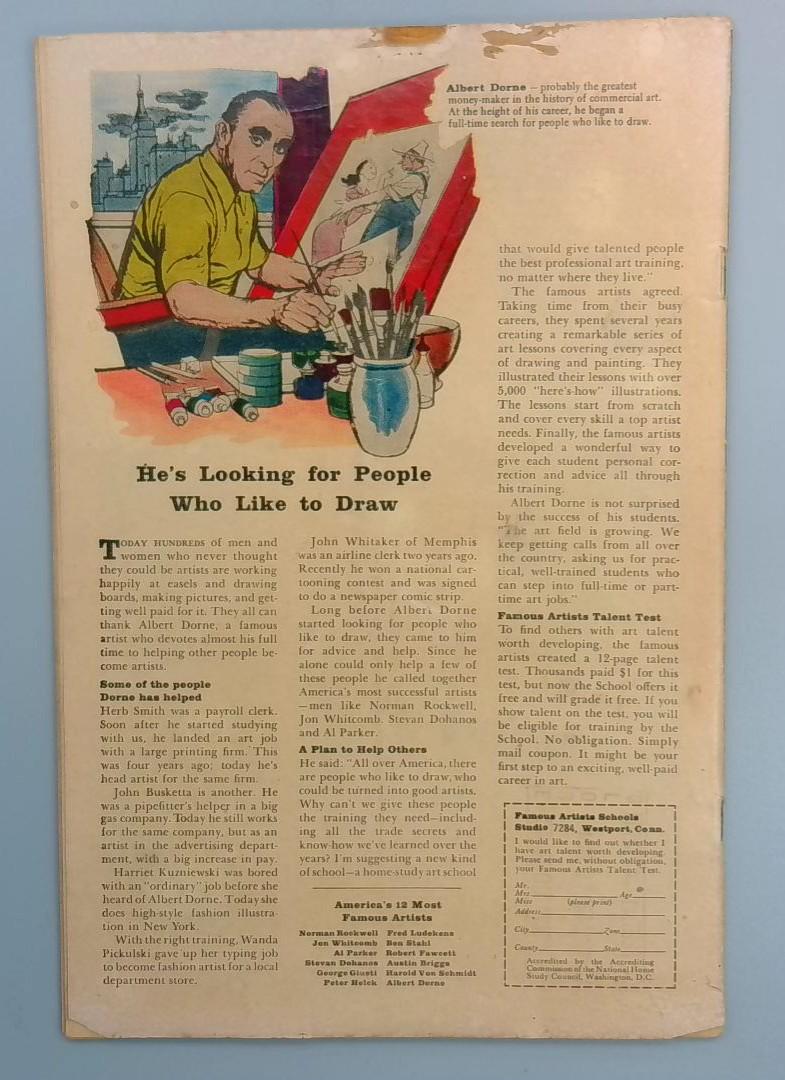 Albert Dorne — probably the greatest
money-maker in the history of commercial art.
At the height of his career, he began a
full-time search for people who like to draw.
He's Looking for People
Who Like to Draw
TODAY HUNDREDS of men and
women who never thought
they could be artists are working
happily at easels and drawing
boards, making pictures, and get-
ting well paid for it. They all can
thank Albert Dorne, a famous
artist who devotes almost his full
time to helping other people be-
come artists.
Some of the people
Dorne has helped
Herb Smith was a payroll clerk.
Soon after he started studying
with us, he landed an art job
with a large printing firm. This
was four years ago; today he's
head artist for the same firm.
John Busketta is another. He
was a pipefitter's helper in a big
gas company. Today he still works
for the same company, but as an
artist in the advertising depart-
ment, with a big increase in pay.
Harriet Kuzniewski was bored
with an "ordinary" job before she
heard of Albert Dorne. Today she
does high-style fashion illustra-
tion in New York.
With the right training, Wanda
Pickulski gave up her typing job
to become fashion artist for a local
department store.
John Whitaker of Memphis
was an airline clerk two years ago.
Recently he won a national car-
tooning contest and was signed
to do a newspaper comic strip.
Long before Albert Dorne
started looking for people who
like to draw, they came to him
for advice and help. Since he
alone could only help a few of
these people he called together
America's most successful artists
—men like Norman Rockwell,
Jon Whitcomb, Stevan Dohanos
and Al Parker.
A Plan to Help Others
He said: "All over America, there
are people who like to draw, who
could be turned into good artists.
Why can't we give these people
the training they need—includ-
ing all the trade secrets and
know-how we've learned over the
years? I'm suggesting a new kind
of school—a home-study art school
that would give talented people
the best professional art training,
no matter where they live."
The famous artists agreed.
Taking time from their busy
careers, they spent several years
creating a remarkable series of
art lessons covering every aspect
of drawing and painting. They
illustrated their lessons with over
5,000 "here's-how" illustrations.
The lessons start from scratch
and cover every skill a top artist
needs. Finally, the famous artists
developed a wonderful way to
give each student personal cor-
rection and advice all through
his training.
Albert Dorne is not surprised
by the success of his students.
"The art field is growing. We
keep getting calls from all over
the country, asking us for prac-
tical, well-trained students who
can step into full-time or part-
time art jobs."
Famous Artists Talent Test
To find others with art talent
worth developing, the famous
artists created a 12-page talent
test. Thousands paid $1 for this
test, but now the School offers it
free and will grade it free. If you
show talent on the test, you will
be eligible for training by the
School. No obligation. Simply
mail coupon. It might be your
first step to an exciting, well-paid
career in art.
America's 12 Most
Famous Artists
Norman Rockwell Fred Ludekens
Jon Whitcomb Ben Stahl
Al Parker Robert Fawcett
Stevan Dohanos Austin Briggs
George Giusti Harold Von Schmidt
Peter Helck Albert Dorne
Famous Artists Schools
Studio 7284, Westport, Conn.
I would like to find out whether I
have art talent worth developing.
Please send me, without obligation,
your Famous Artists Talent Test.
Mr.
Mrs. Age
Miss (please print)
Address
City Zone
County State
Accredited by the Accrediting
Commission of the National Home
Study Council, Washington, D.C.